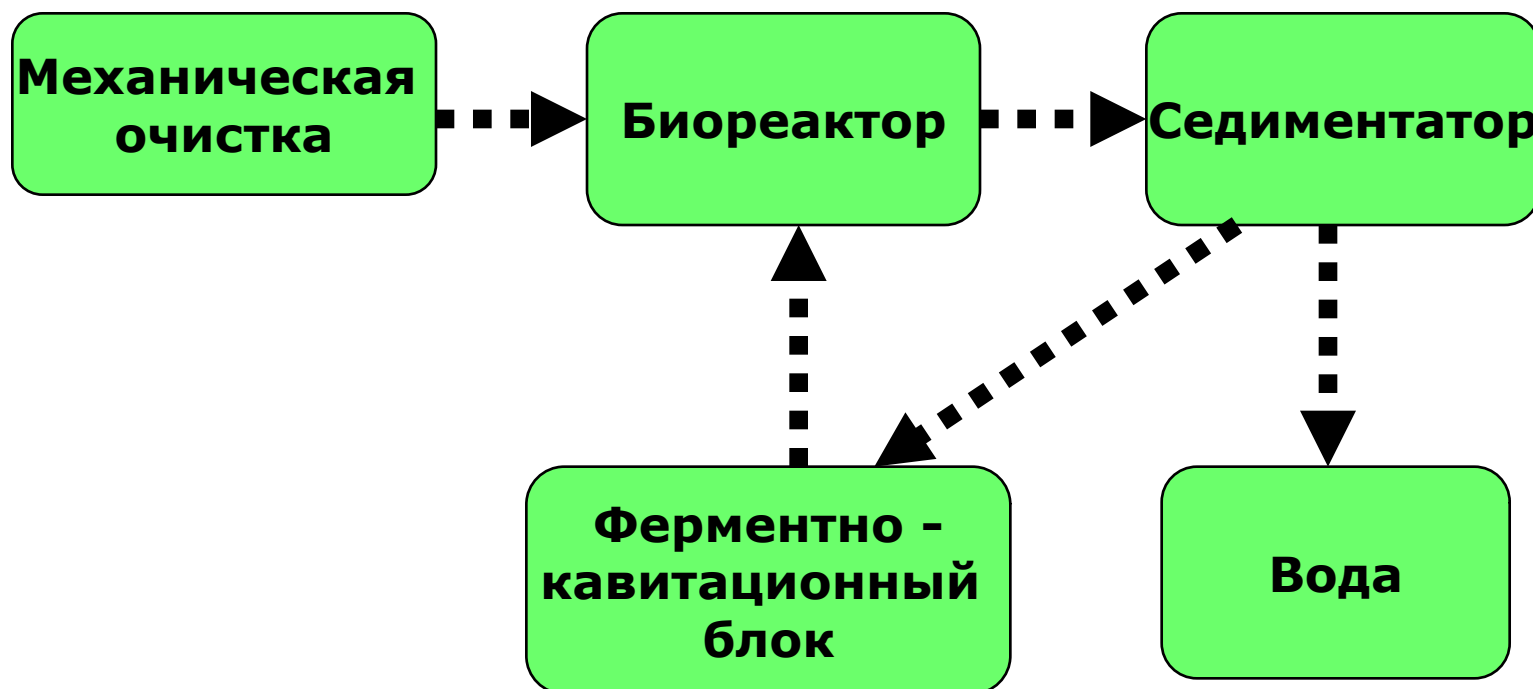 Механическая
очистка
Биореактор
Седиментатор
Ферментно -
кавитационный
блок
Вода